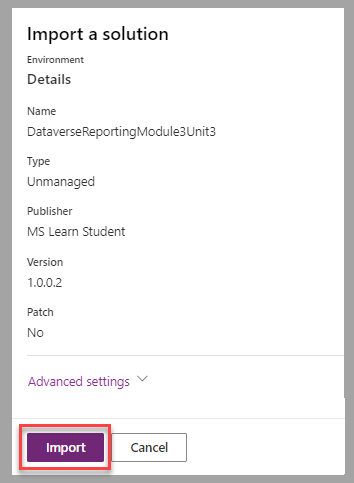 Import a solution
Environment
Details
Name
DataverseReportingModule3Unit3
Type
Unmanaged
Publisher
MS Learn Student
Version
1.0.0.2
Patch
No
Advanced settings
Import Cancel